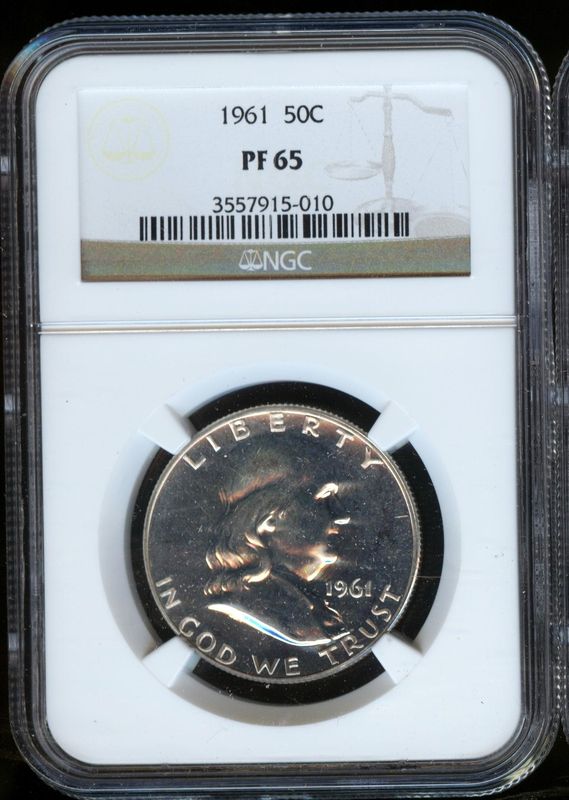 1961 50C
PF 65
3557915-010
NGC
LIBERTY
1961
IN GOD WE TRUST